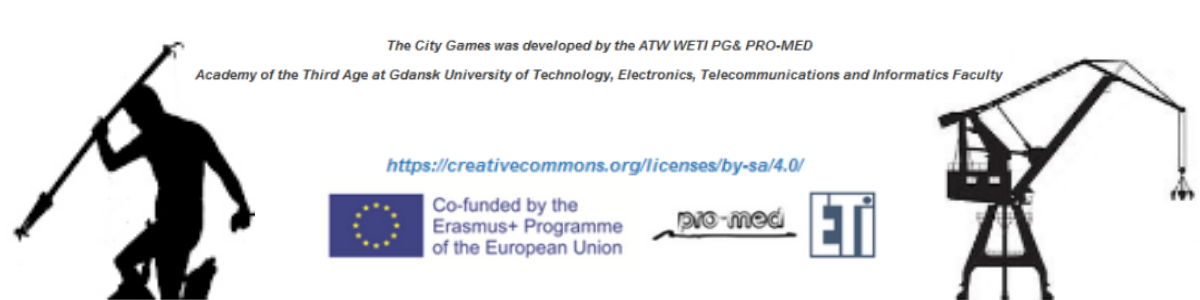 The City Games was developed by the ATW WETI PG& PRO-MED
Academy of the Third Age at Gdansk University of Technology, Electronics, Telecommunications and Informatics Faculty
https://creativecommons.org/licenses/by-sa/4.0/
Co-funded by the
Erasmus+ Programme
of the European Union
pro-med
ETI